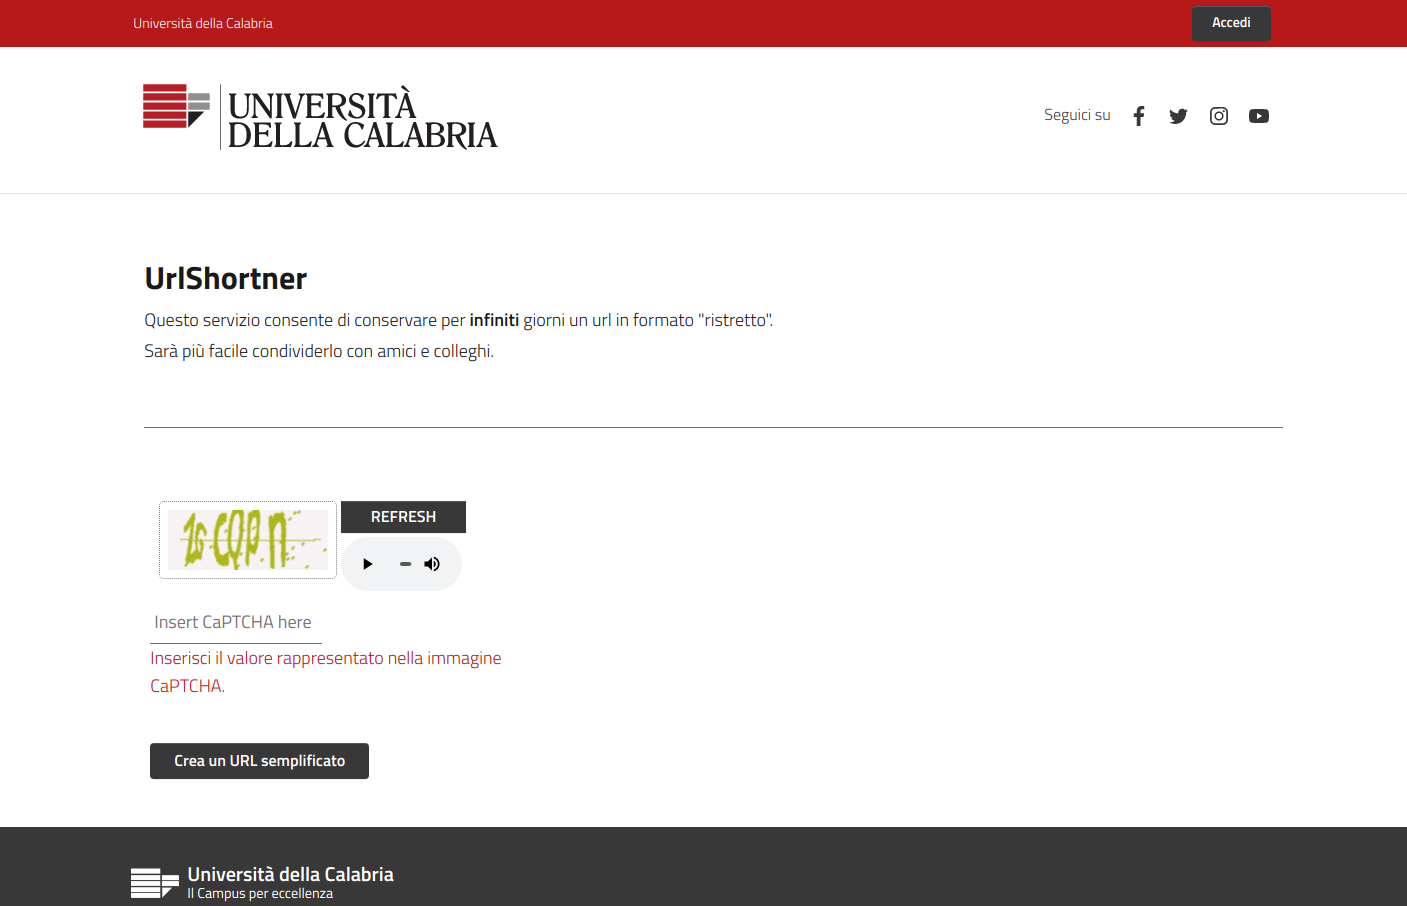 Università della Calabria
Accedi
UNIVERSITÀ
DELLA CALABRIA
Seguici su
UrlShortner
Questo servizio consente di conservare per infiniti giorni un url in formato "ristretto".
Sarà più facile condividerlo con amici e colleghi.
REFRESH
Insert CaPTCHA here
Inserisci il valore rappresentato nella immagine
CaPTCHA.
Crea un URL semplificato
Università della Calabria
Il Campus per eccellenza